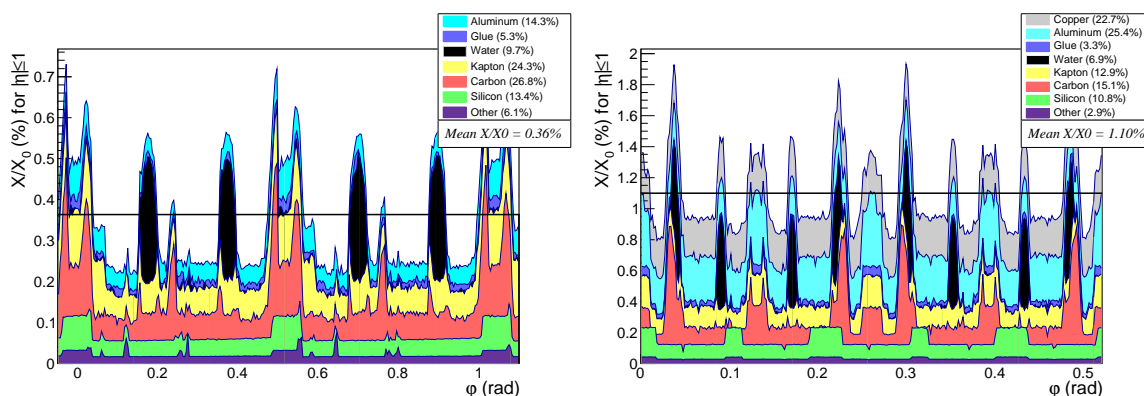 Aluminum (14.3%)
Glue (5.3%)
Water (9.7%)
Kapton (24.3%)
Carbon (26.8%)
Silicon (13.4%)
Other (6.1%)
Mean X/X0 = 0.36%
X/X₀ (%) for |η|≤1
0.7
0.6
0.5
0.4
0.3
0.2
0.1
0
0 0.2 0.4 0.6 0.8 1
φ (rad)
Copper (22.7%)
Aluminum (25.4%)
Glue (3.3%)
Water (6.9%)
Kapton (12.9%)
Carbon (15.1%)
Silicon (10.8%)
Other (2.9%)
Mean X/X0 = 1.10%
X/X₀ (%) for |η|≤1
2
1.8
1.6
1.4
1.2
1
0.8
0.6
0.4
0.2
0
0 0.1 0.2 0.3 0.4 0.5
φ (rad)